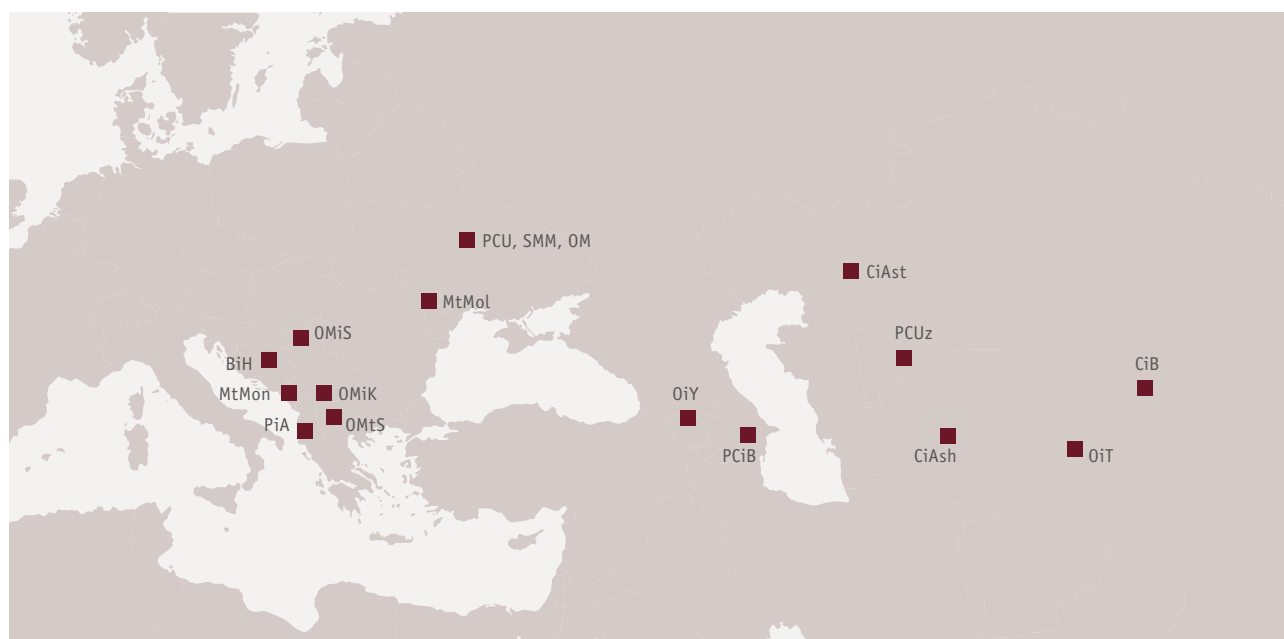 PCU, SMM, OM
CiAst
MtMol
OMiS
PCUz
BiH
CiB
MtMon
OMiK
OiY
PiA
OMtS
PCiB
CiAsh
OiT